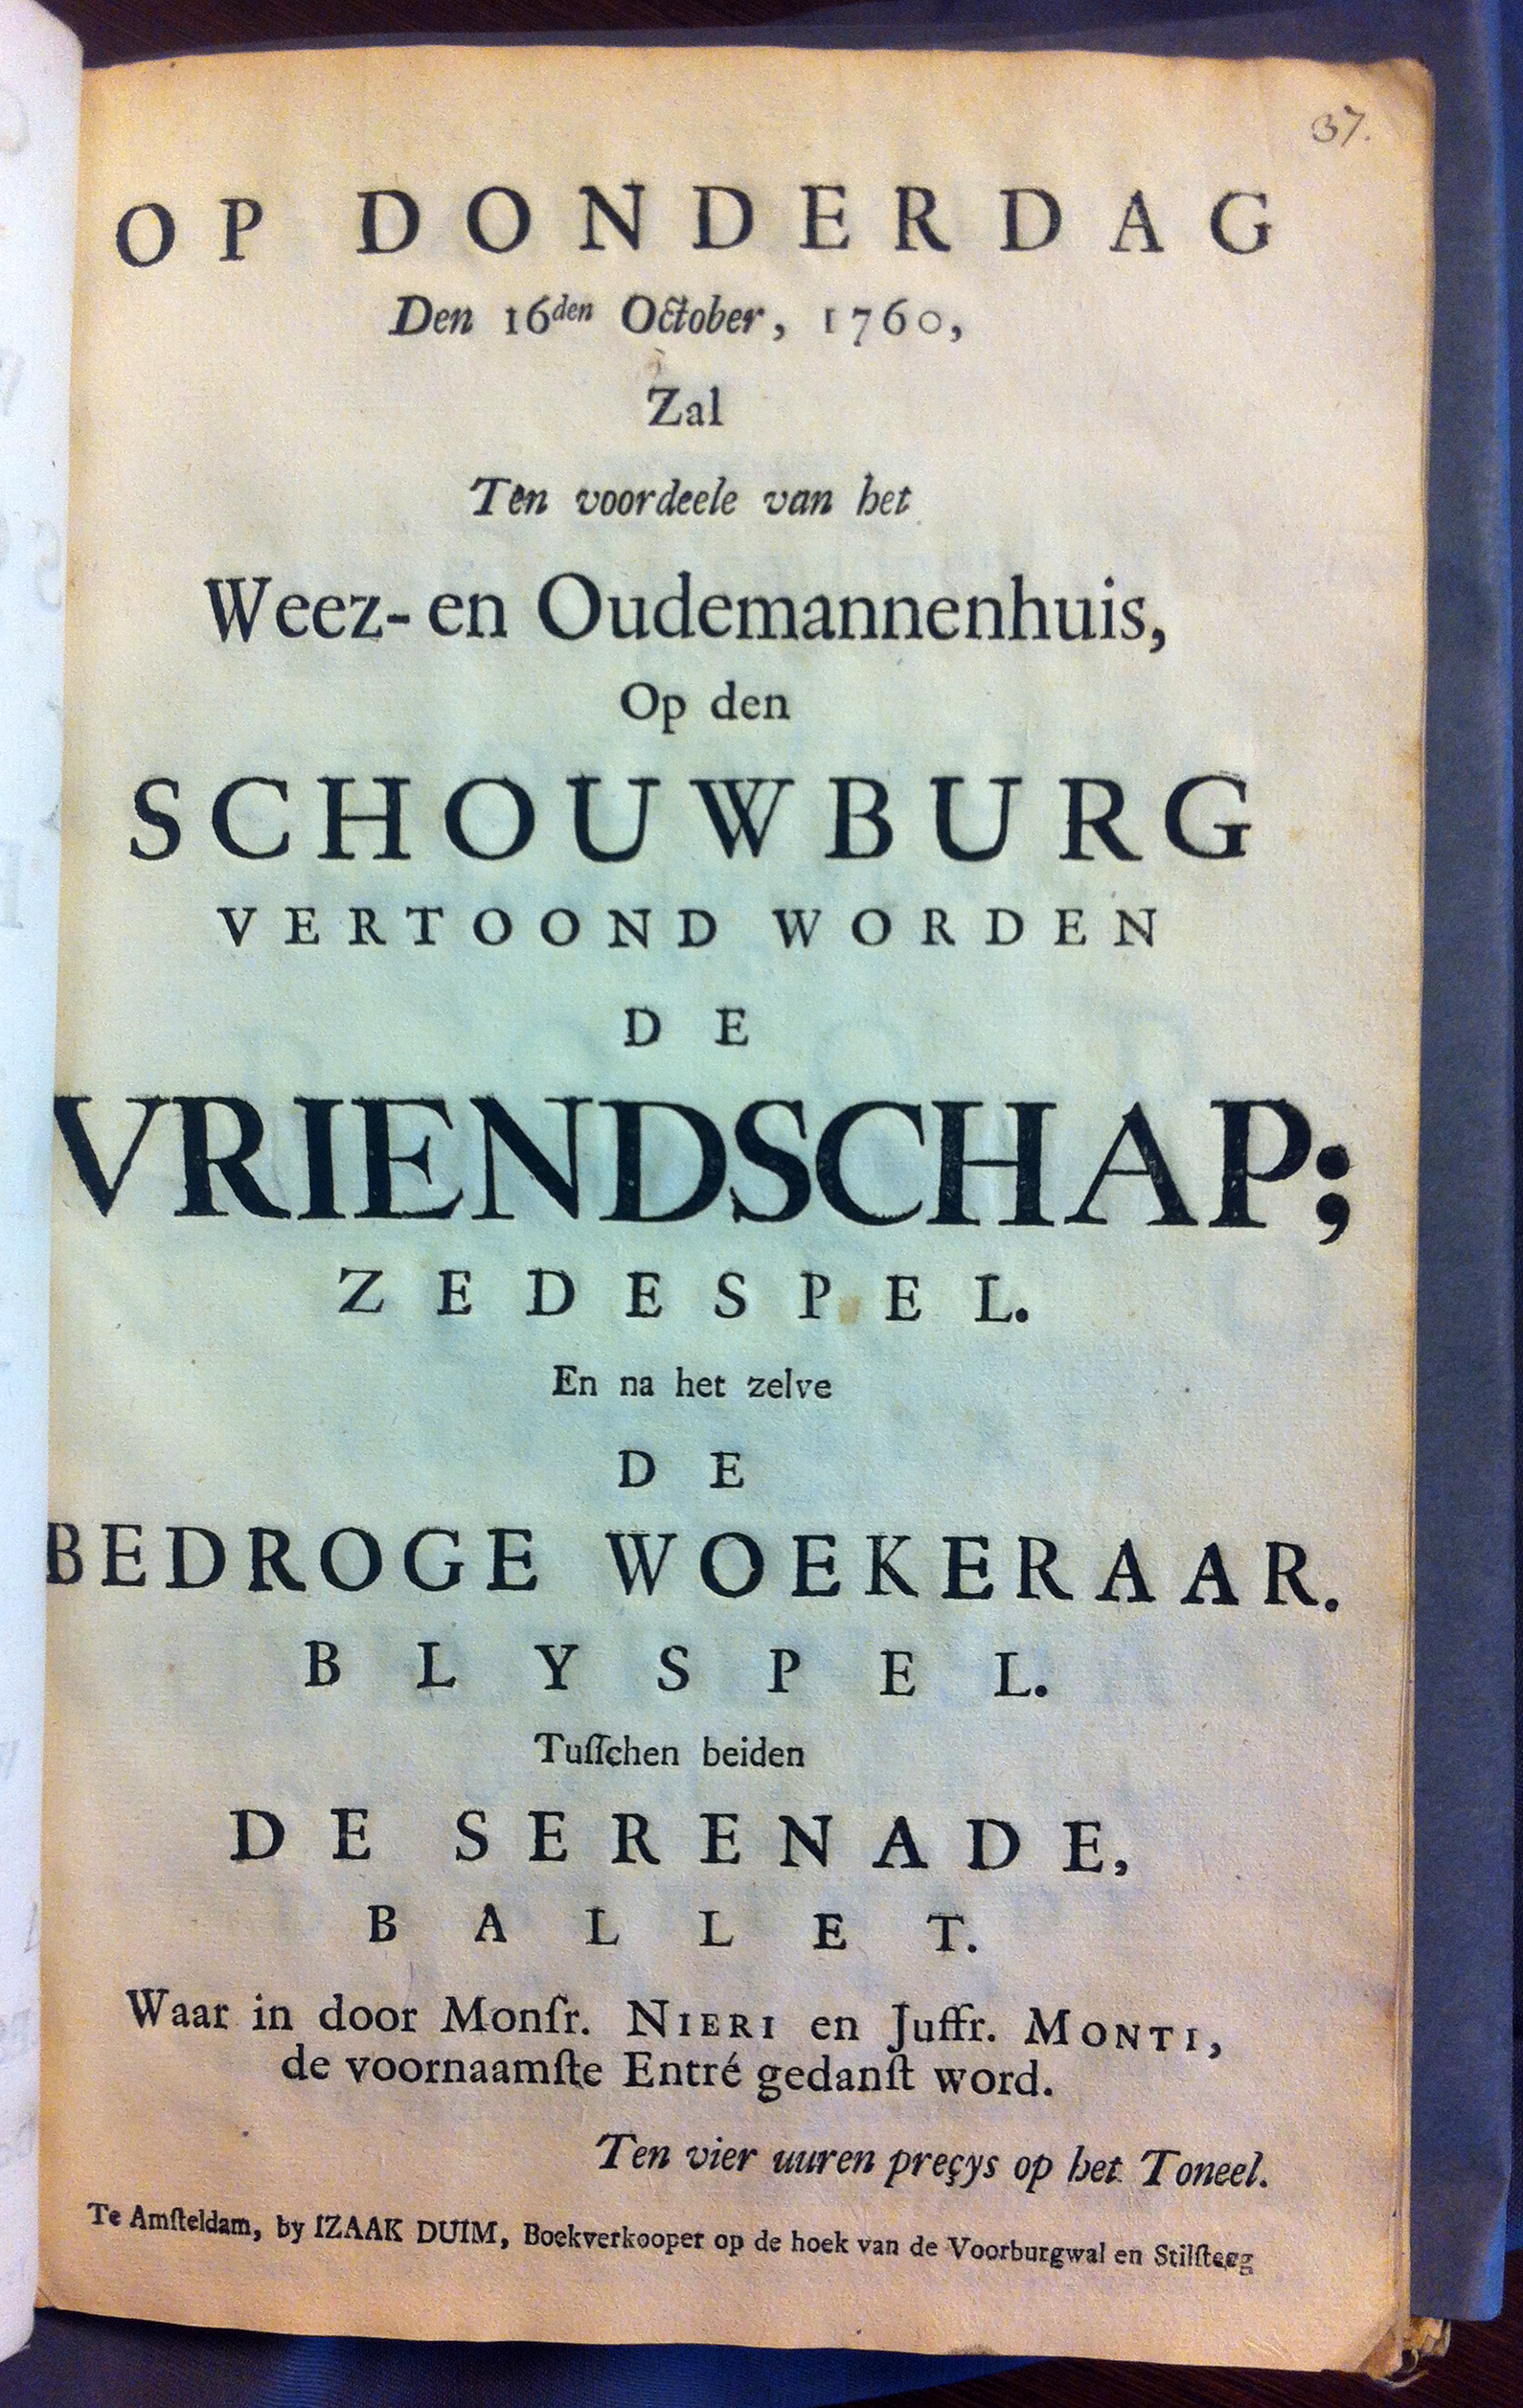 37.
OP DONDERDAG
Den 16den October, 1760,
Zal
Ten voordeele van het
Weez- en Oudemannenhuis,
Op den
SCHOUWBURG
VERTOOND WORDEN
DE
VRIENDSCHAP;
ZEDESPEL.
En na het zelve
DE
BEDROGE WOEKERAAR.
BLYSPEL.
Tuſſchen beiden
DE SERENADE,
BALLET.
Waar in door Monſr. NIERI en Juffr. MONTI,
de voornaamſte Entré gedanſt word.
Ten vier uuren preçys op het Toneel.
Te Amſteldam, by IZAAK DUIM, Boekverkooper op de hoek van de Voorburgwal en Stilſteeg